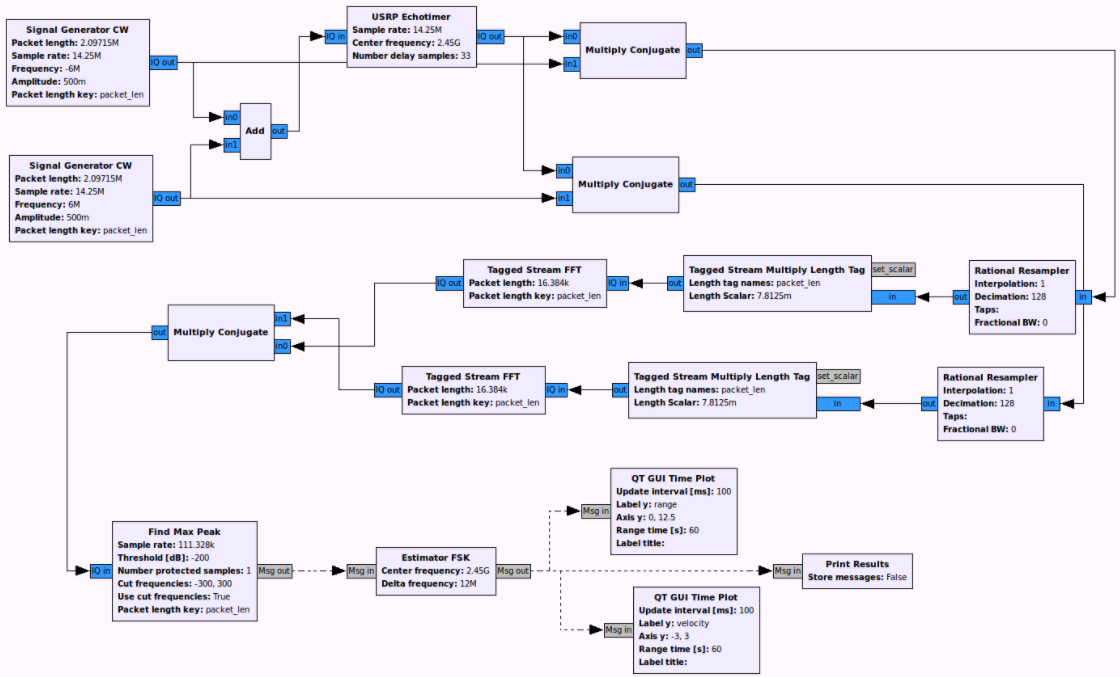 Signal Generator CW
Packet length: 2.09715M
Sample rate: 14.25M
Frequency: -6M
Amplitude: 500m
Packet length key: packet_len
IQ out
USRP Echotimer
Sample rate: 14.25M
Center frequency: 2.45G
Number delay samples: 33
IQ in
IQ out
in0
in1
Multiply Conjugate
out
in0
in1
Add
out
Signal Generator CW
Packet length: 2.09715M
Sample rate: 14.25M
Frequency: 6M
Amplitude: 500m
Packet length key: packet_len
IQ out
in0
in1
Multiply Conjugate
out
Rational Resampler
Interpolation: 1
Decimation: 128
Taps:
Fractional BW: 0
in
out
Tagged Stream Multiply Length Tag
Length tag names: packet_len
Length Scalar: 7.8125m
set_scalar
in
out
Tagged Stream FFT
Packet length: 16.384k
Packet length key: packet_len
IQ in
IQ out
Multiply Conjugate
in1
in0
out
Rational Resampler
Interpolation: 1
Decimation: 128
Taps:
Fractional BW: 0
in
out
Tagged Stream Multiply Length Tag
Length tag names: packet_len
Length Scalar: 7.8125m
set_scalar
in
out
Tagged Stream FFT
Packet length: 16.384k
Packet length key: packet_len
IQ in
IQ out
Find Max Peak
Sample rate: 111.328k
Threshold [dB]: -200
Number protected samples: 1
Cut frequencies: -300, 300
Use cut frequencies: True
Packet length key: packet_len
IQ in
Msg out
Estimator FSK
Center frequency: 2.45G
Delta frequency: 12M
Msg in
Msg out
QT GUI Time Plot
Update interval [ms]: 100
Label y: range
Axis y: 0, 12.5
Range time [s]: 60
Label title:
Msg in
Print Results
Store messages: False
Msg in
QT GUI Time Plot
Update interval [ms]: 100
Label y: velocity
Axis y: -3, 3
Range time [s]: 60
Label title:
Msg in